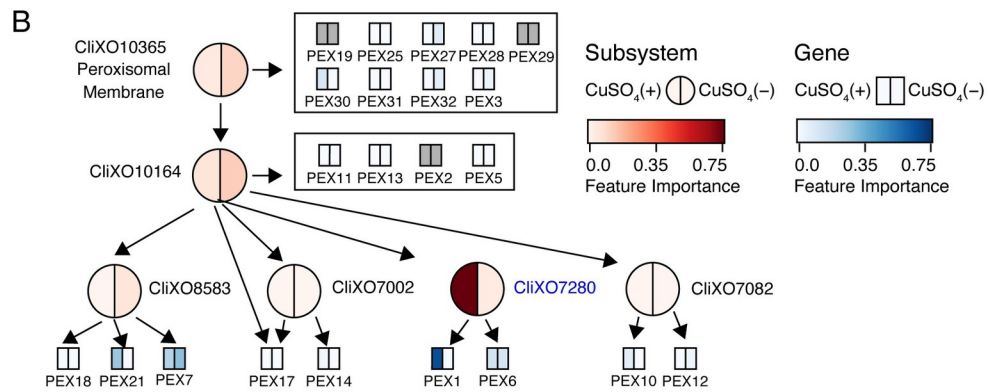 B
CliXO10365
Peroxisomal
Membrane
PEX19 PEX25 PEX27 PEX28 PEX29
PEX30 PEX31 PEX32 PEX3
CliXO10164
PEX11 PEX13 PEX2 PEX5
Subsystem
CuSO4(+) CuSO4(−)
0.0 0.35 0.75
Feature Importance
Gene
CuSO4(+) CuSO4(−)
0.0 0.35 0.75
Feature Importance
CliXO8583 CliXO7002 CliXO7280 CliXO7082
PEX18 PEX21 PEX7 PEX17 PEX14 PEX1 PEX6 PEX10 PEX12